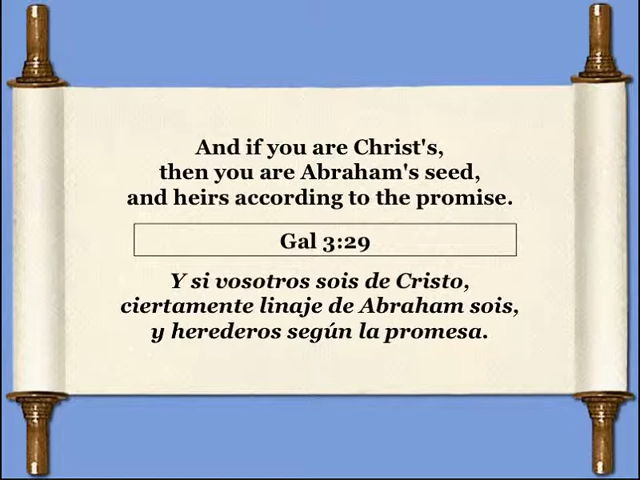 And if you are Christ's,
then you are Abraham's seed,
and heirs according to the promise.
Gal 3:29
Y si vosotros sois de Cristo,
ciertamente linaje de Abraham sois,
y herederos según la promesa.